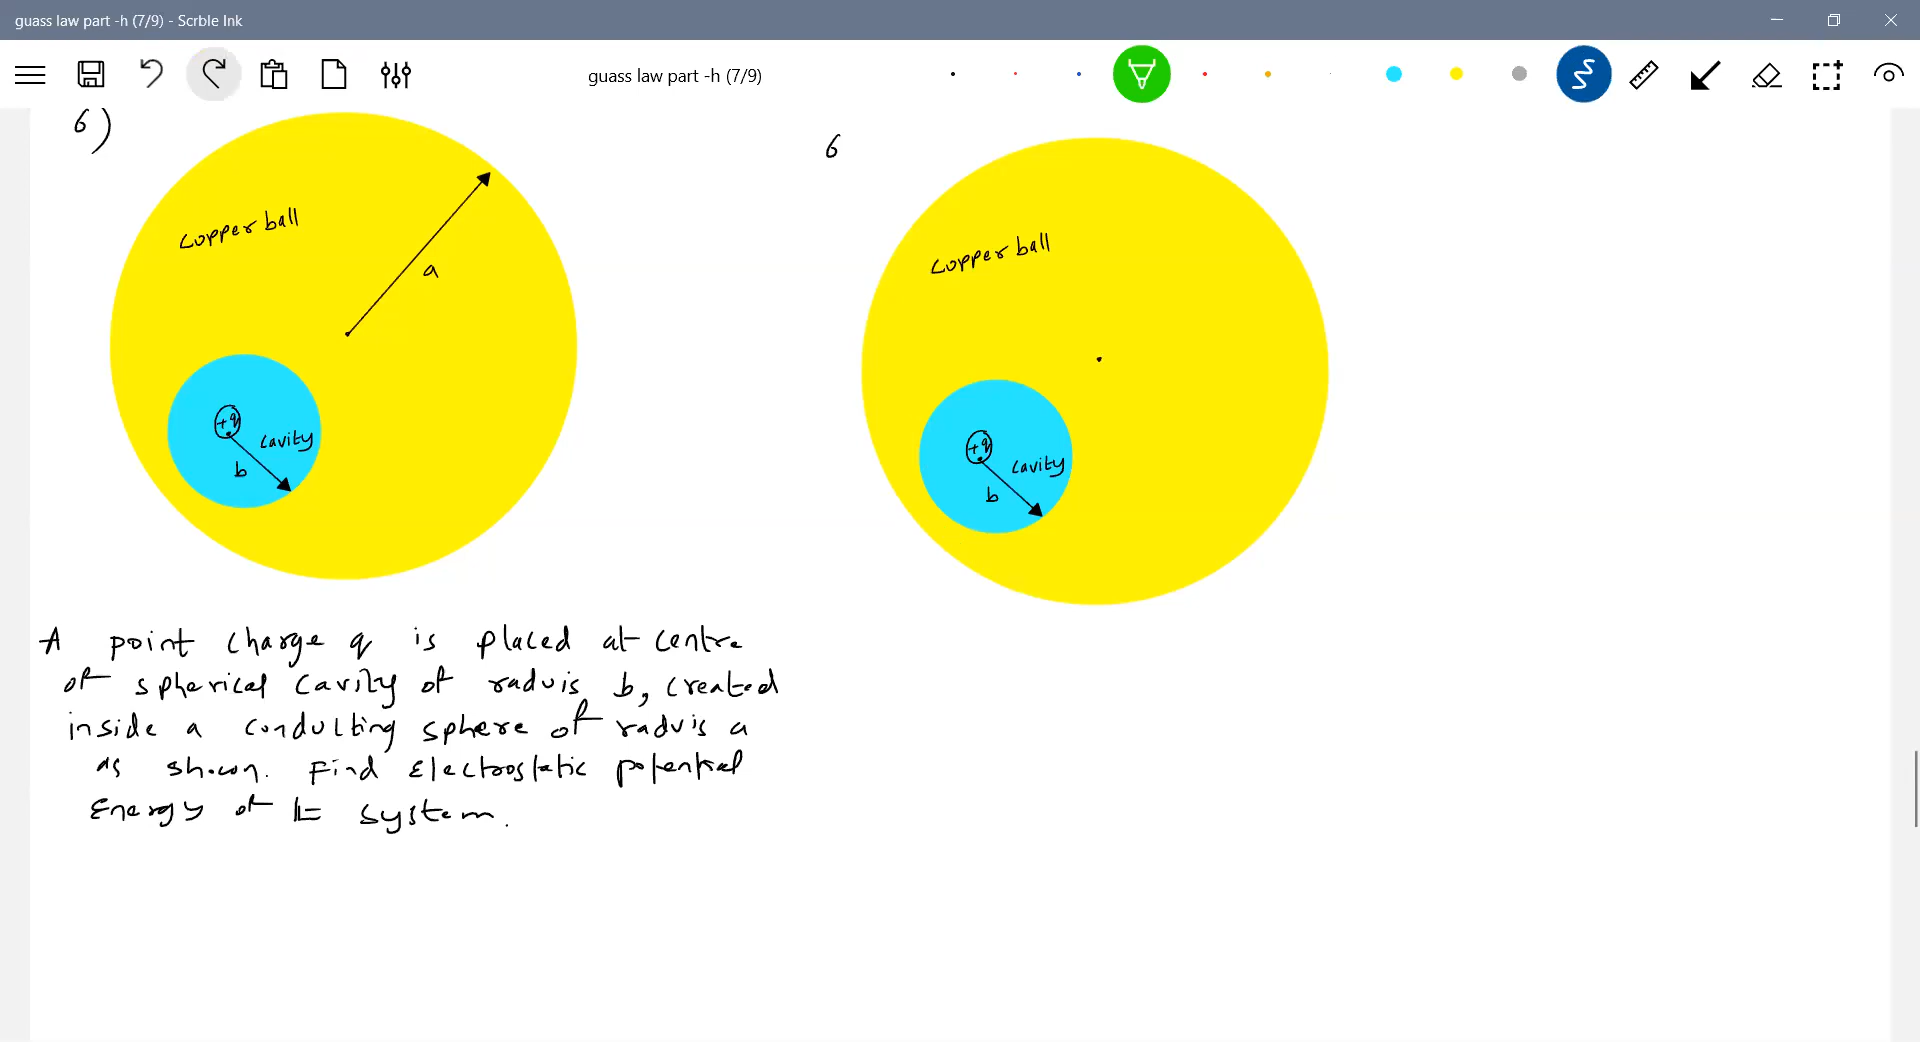 guass law part -h (7/9) - Scrble Ink
guass law part -h (7/9)
6)
copper ball
a
+q
cavity
b
6
copper ball
+q
cavity
b
A point charge q is placed at centre
of spherical cavity of radius b, created
inside a conducting sphere of radius a
as shown. Find Electrostatic potential
Energy of system.